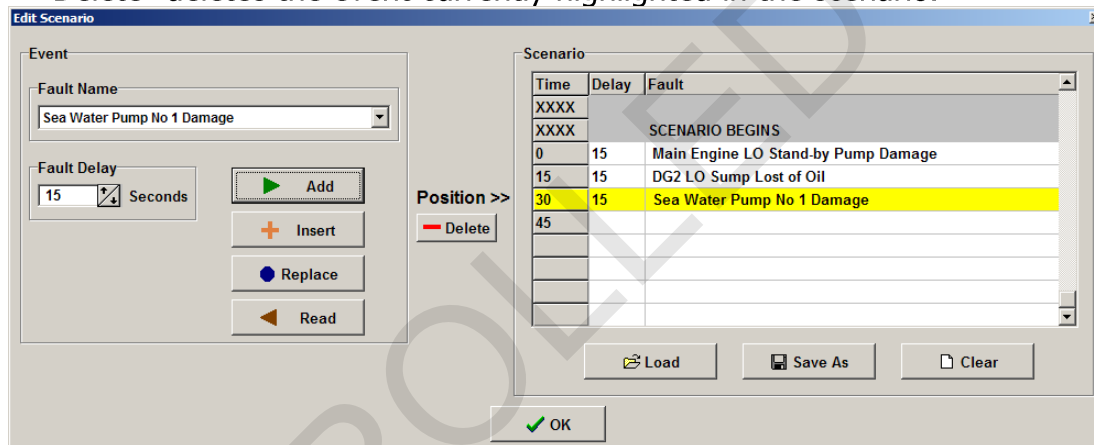 Delete - deletes the event currently highlighted in the scenario.
Edit Scenario
Event
Fault Name
Sea Water Pump No 1 Damage
Fault Delay
15 Seconds
Add
Insert
Replace
Read
Position >>
Delete
Scenario
Time Delay Fault
XXXX
XXXX SCENARIO BEGINS
0 15 Main Engine LO Stand-by Pump Damage
15 15 DG2 LO Sump Lost of Oil
30 15 Sea Water Pump No 1 Damage
45
Load
Save As
Clear
OK
OLLED